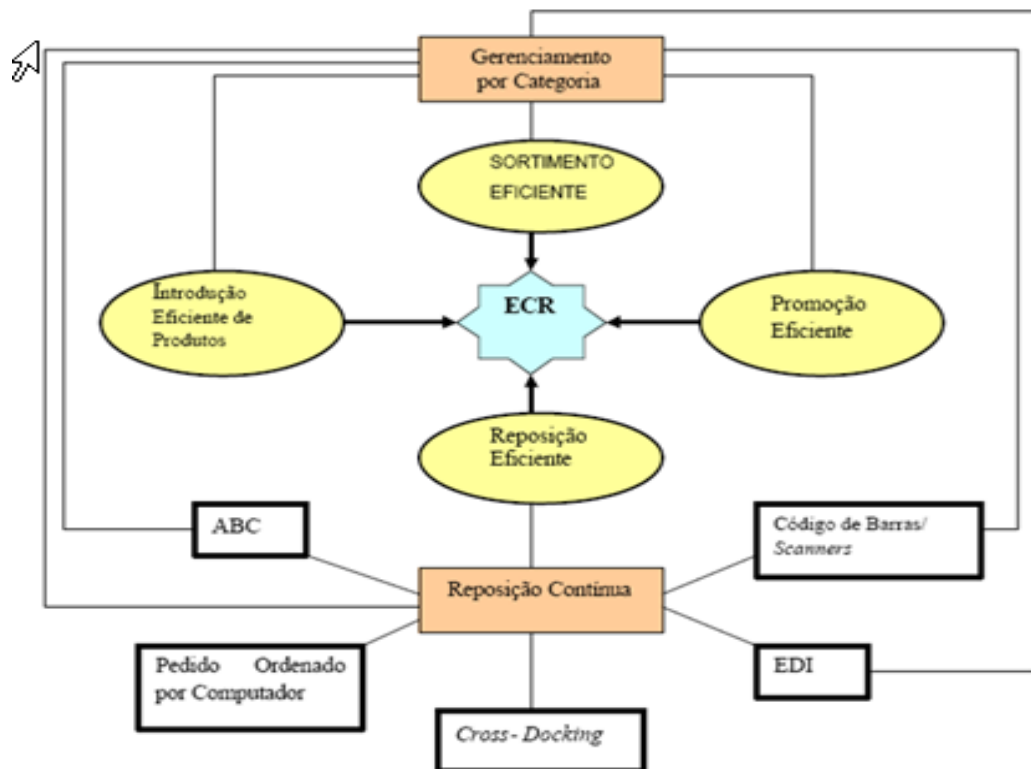 Gerenciamento
por Categoria
SORTIMENTO
EFICIENTE
Introdução
Eficiente de
Produtos
ECR
Promoção
Eficiente
Reposição
Eficiente
ABC
Código de Barras/
Scanners
Reposição Contínua
Pedido Ordenado
por Computador
EDI
Cross- Docking